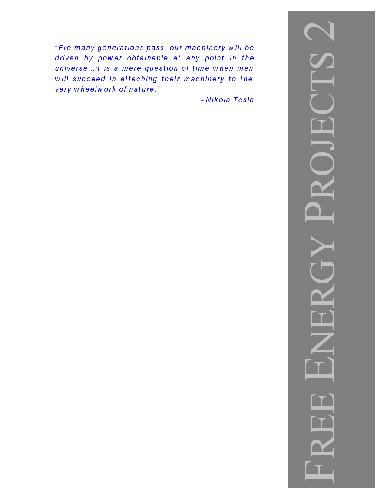 "Ere many generations pass, our machinery will be
driven by power obtainable at any point in the
universe...it is a mere question of time when men
will succeed in attaching their machinery to the
very wheelwork of nature."
- Nikola Tesla
FREE ENERGY PROJECTS 2